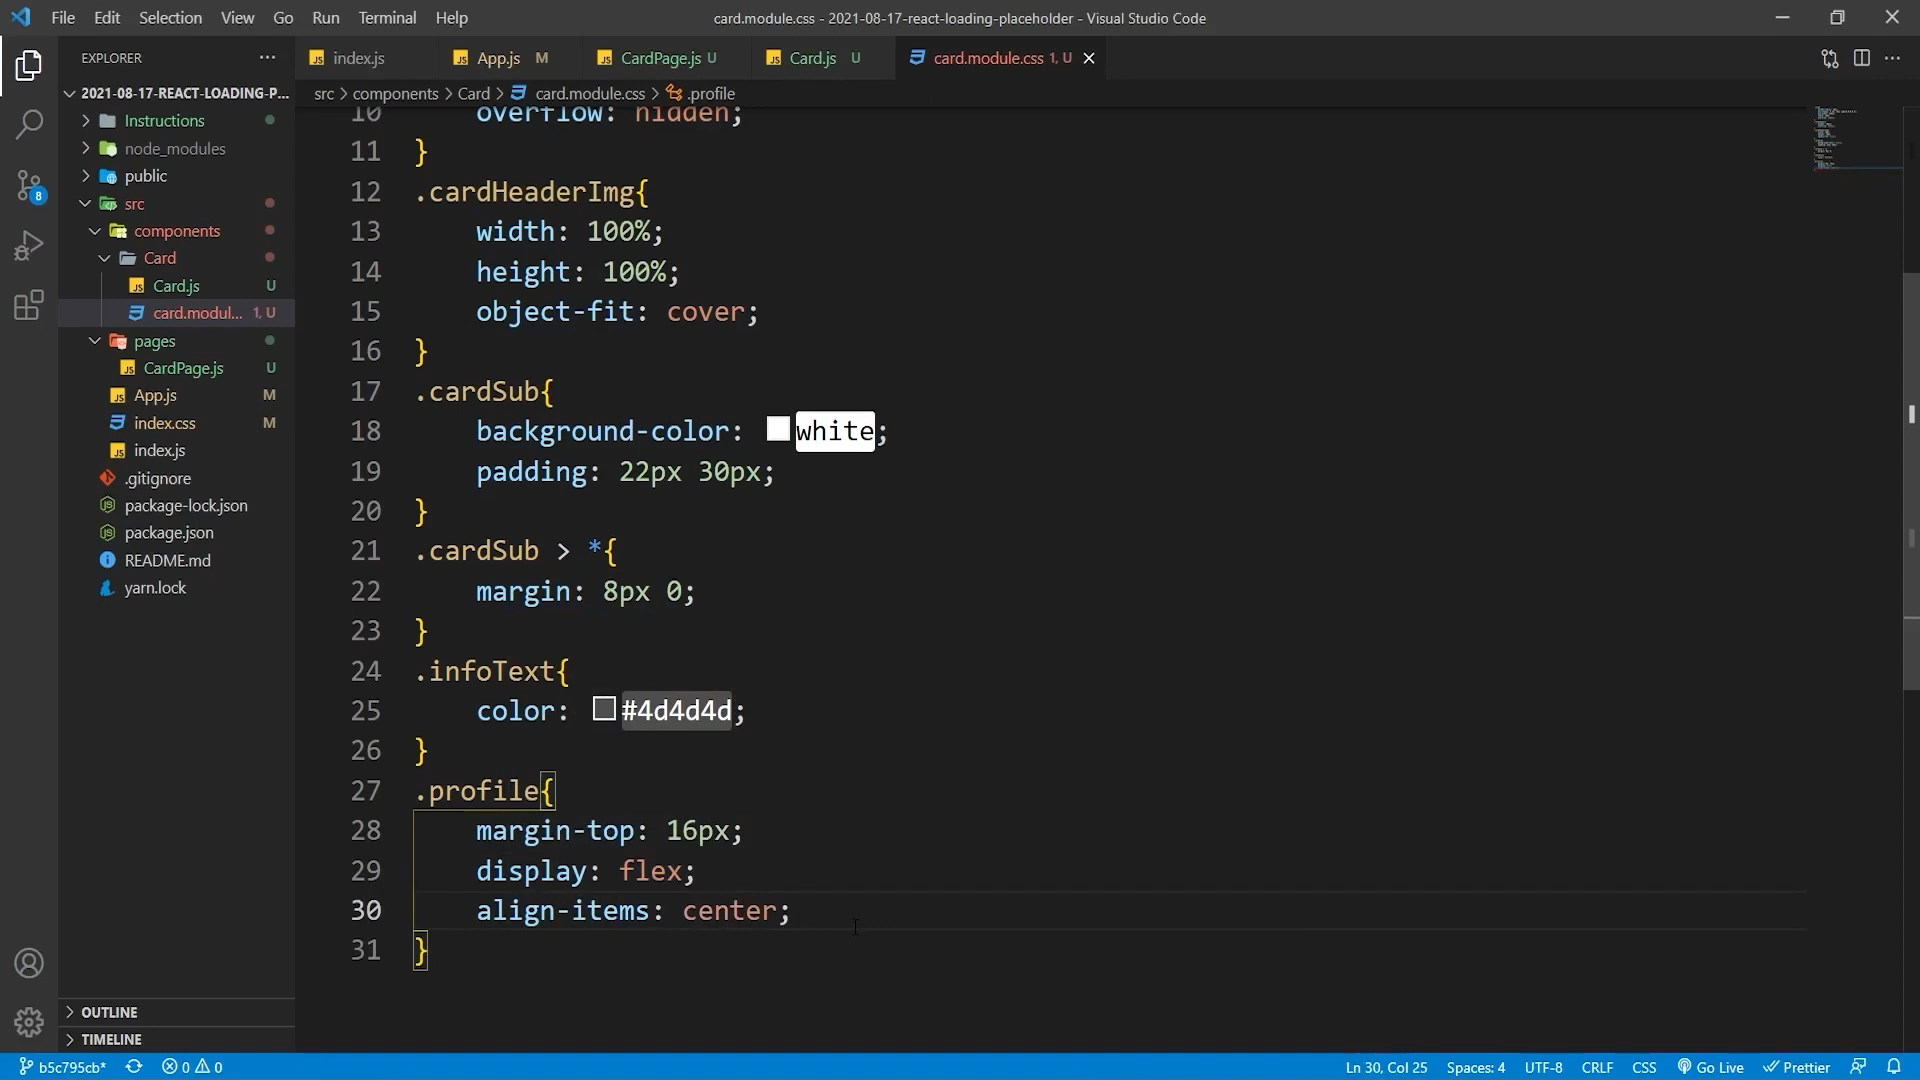 File Edit Selection View Go Run Terminal Help
card.module.css - 2021-08-17-react-loading-placeholder - Visual Studio Code
EXPLORER
index.js
App.js M
CardPage.js U
Card.js U
card.module.css 1, U
2021-08-17-REACT-LOADING-P...
src > components > Card > card.module.css > .profile
Instructions
node_modules
public
src
components
Card
Card.js U
card.modul... 1, U
pages
CardPage.js U
App.js M
index.css M
index.js
.gitignore
package-lock.json
package.json
README.md
yarn.lock
OUTLINE
TIMELINE
8
10 overflow: hidden;
11 }
12 .cardHeaderImg{
13 width: 100%;
14 height: 100%;
15 object-fit: cover;
16 }
17 .cardSub{
18 background-color: white;
19 padding: 22px 30px;
20 }
21 .cardSub > *{
22 margin: 8px 0;
23 }
24 .infoText{
25 color: #4d4d4d;
26 }
27 .profile{
28 margin-top: 16px;
29 display: flex;
30 align-items: center;
31 }
b5c795cb* 0 0
Ln 30, Col 25 Spaces: 4 UTF-8 CRLF CSS Go Live Prettier